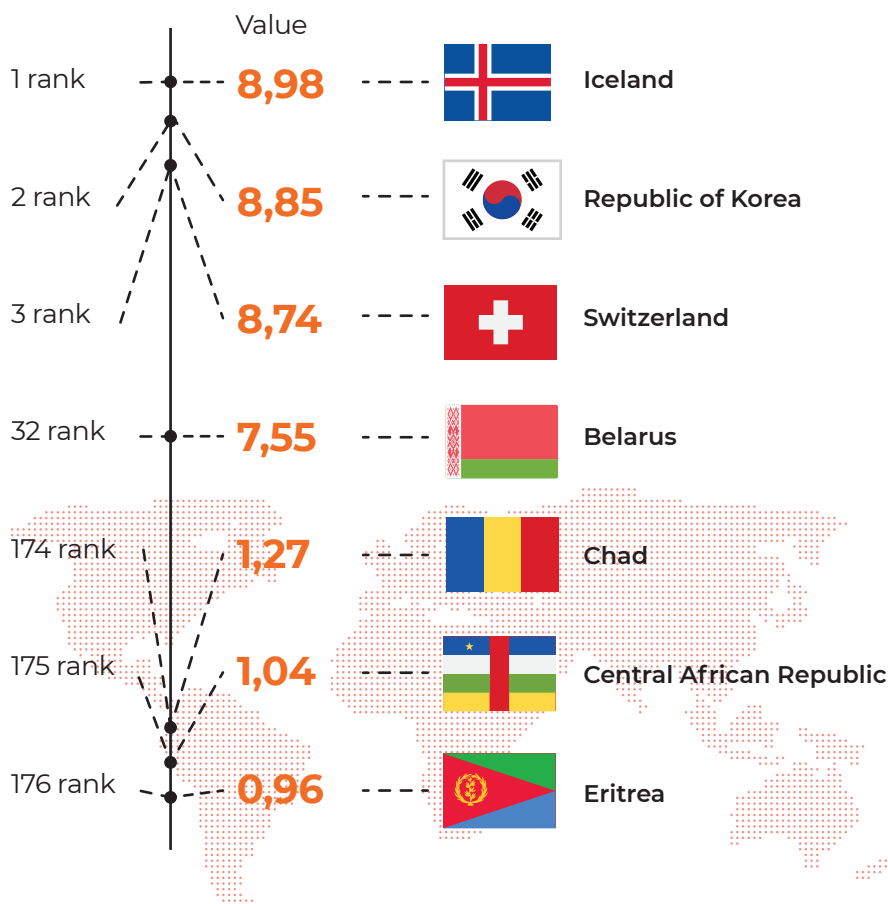 Value
1 rank 8,98 Iceland
2 rank 8,85 Republic of Korea
3 rank 8,74 Switzerland
32 rank 7,55 Belarus
174 rank 1,27 Chad
175 rank 1,04 Central African Republic
176 rank 0,96 Eritrea